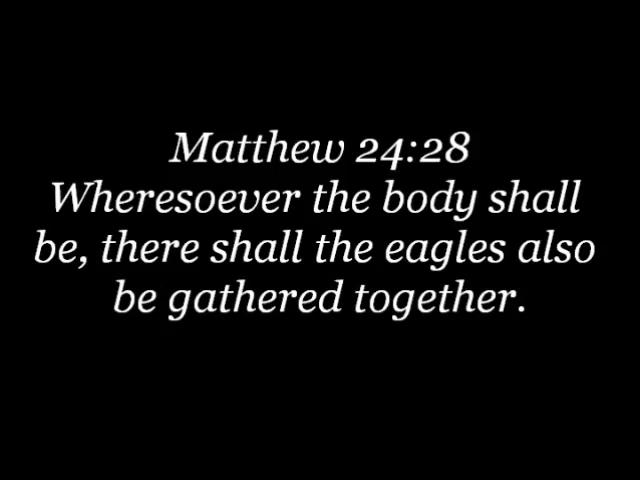 Matthew 24:28
Wheresoever the body shall
be, there shall the eagles also
be gathered together.